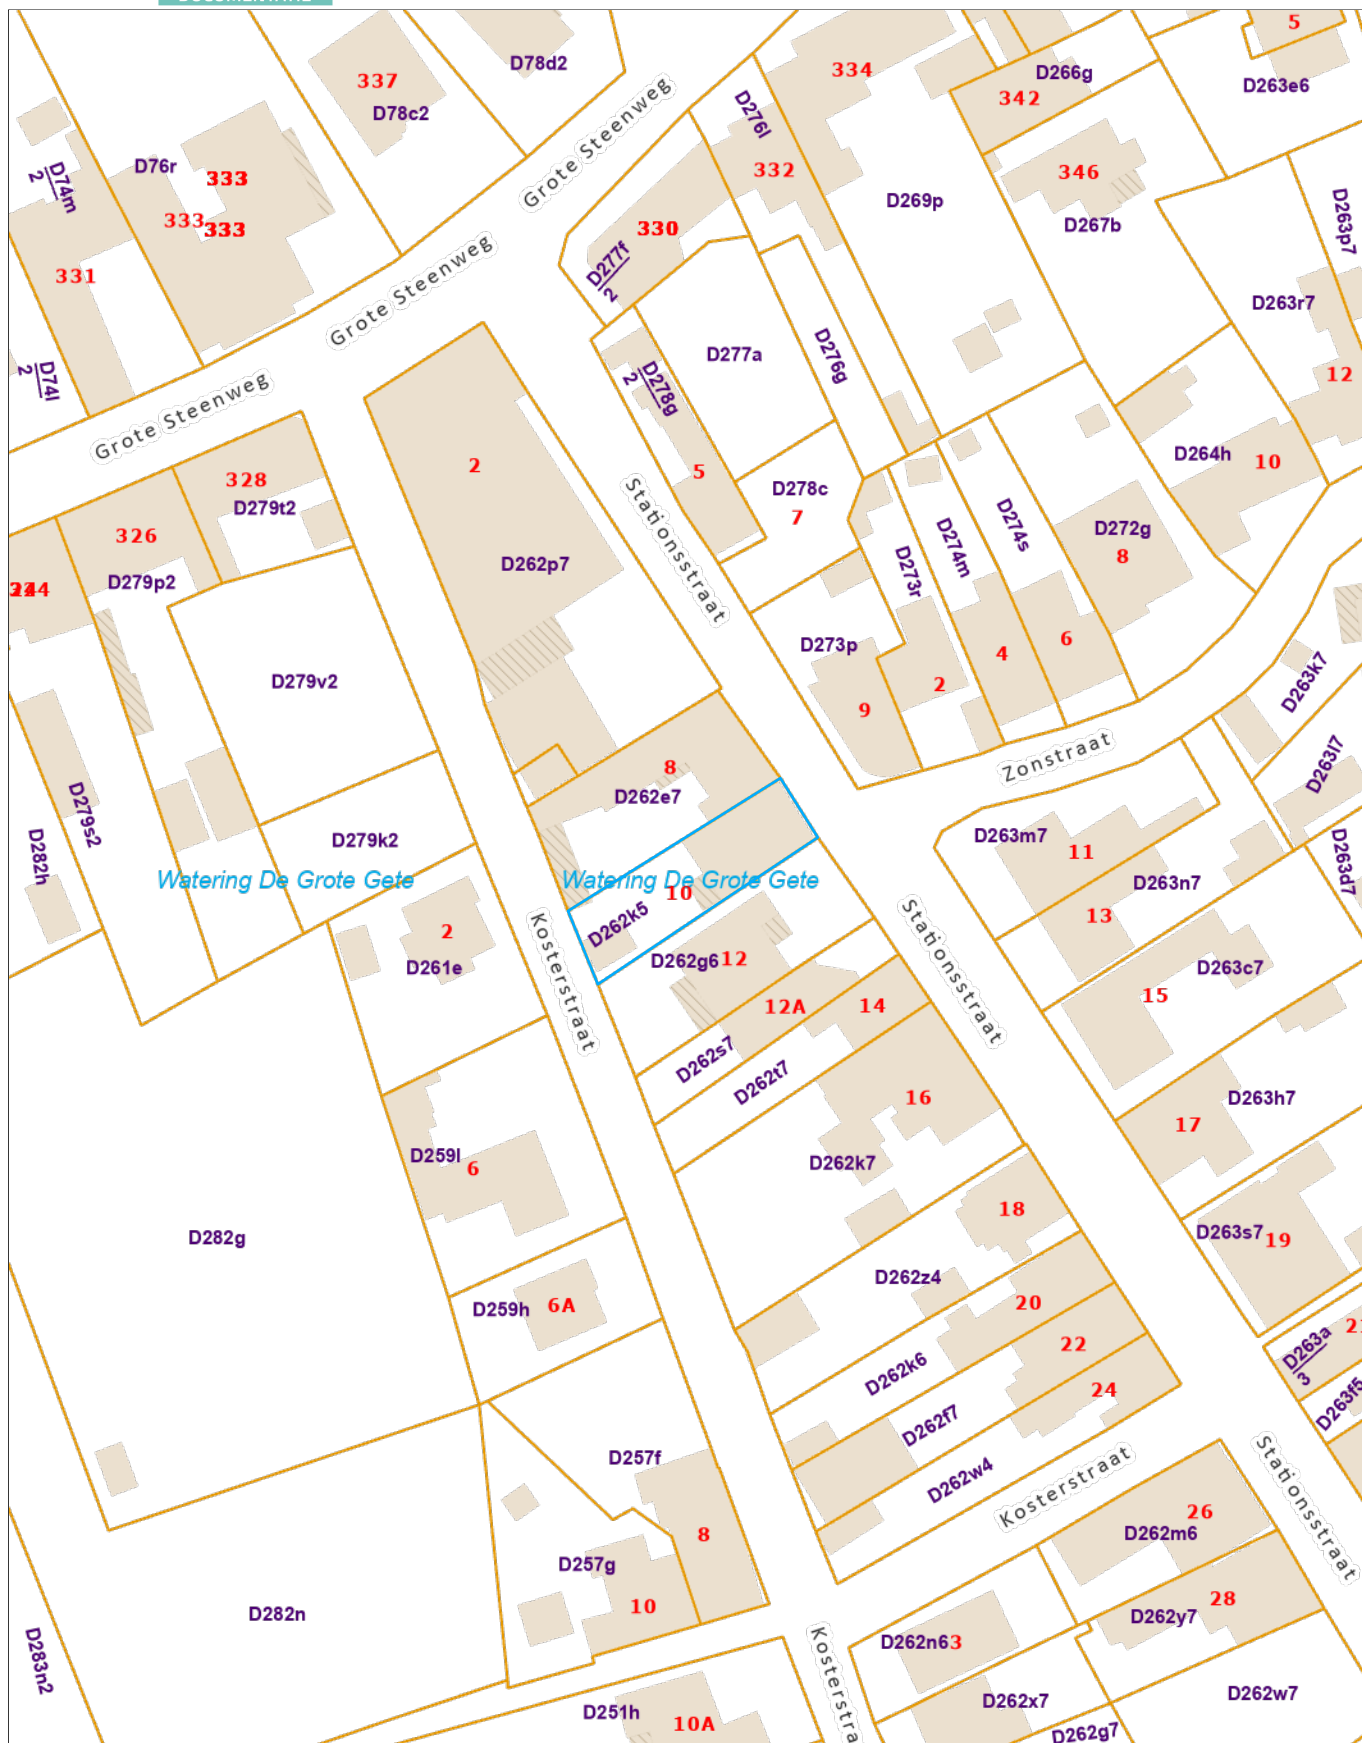 5
337
D78c2
D78d2
Grote Steenweg
334
D276l
332
342
D266g
D263e6
D74m
2
D76r
333
333
333
331
330
D277f
2
D269p
346
D267b
D263p7
D263r7
Grote Steenweg
D74l
2
D277a
D276g
D278g
2
12
Grote Steenweg
328
D279t2
326
D279p2
2
D262p7
5
D278c
7
D264h
10
Stationsstraat
D273r
D274m
D274s
D272g
8
D279v2
D273p
9
2
4
6
D263k7
Zonstraat
D263l7
D279s2
D282h
D279k2
8
D262e7
D263m7
11
D263n7
13
D263d7
Watering De Grote Gete
Watering De Grote Gete
10
D262k5
2
D261e
Kosterstraat
D262g6
12
12A
14
D262s7
D262t7
Stationsstraat
D263c7
15
16
D262k7
17
D263h7
D259l
6
D282g
18
D263s7
19
D262z4
D259h
6A
20
D262k6
22
24
D262f7
D262w4
D263a
3
D263f5
D257f
Kosterstraat
Stationsstraat
26
D262m6
8
D257g
10
D282n
D283n2
28
D262y7
D262n6
3
Kosterstra
D262x7
D262w7
D251h
10A
D262g7